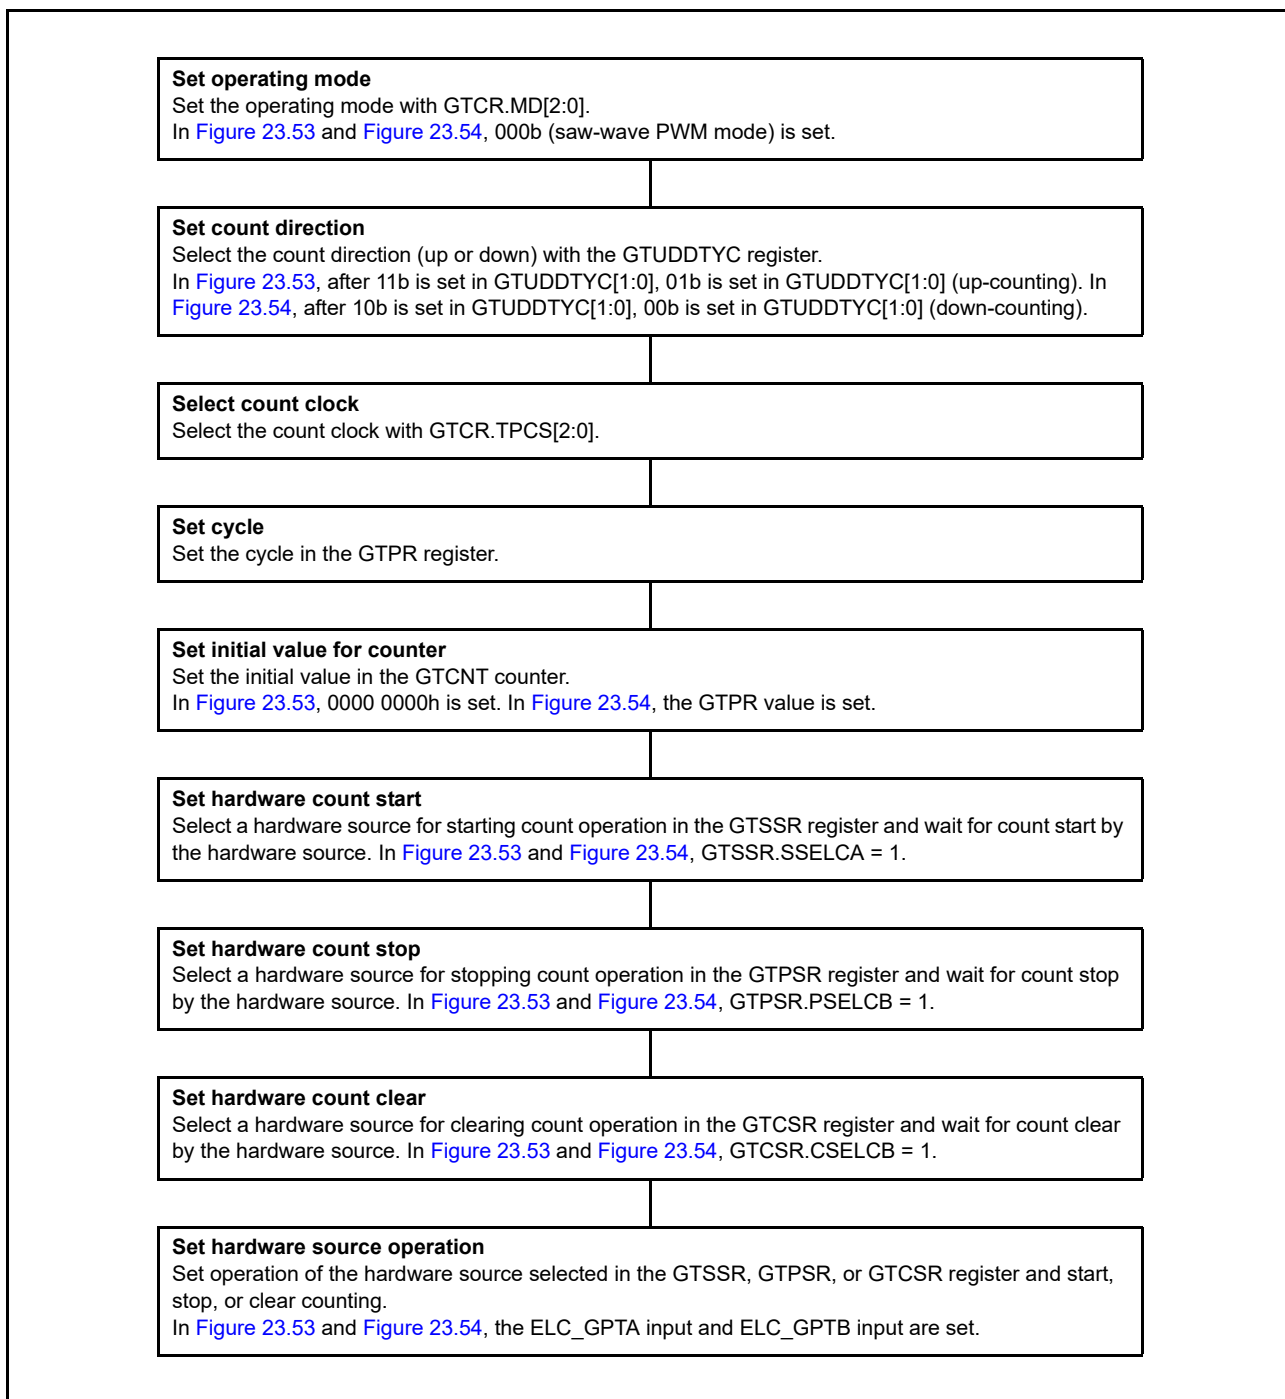 Set operating mode
Set the operating mode with GTCR.MD[2:0].
In Figure 23.53 and Figure 23.54, 000b (saw-wave PWM mode) is set.
Set count direction
Select the count direction (up or down) with the GTUDDTYC register.
In Figure 23.53, after 11b is set in GTUDDTYC[1:0], 01b is set in GTUDDTYC[1:0] (up-counting). In
Figure 23.54, after 10b is set in GTUDDTYC[1:0], 00b is set in GTUDDTYC[1:0] (down-counting).
Select count clock
Select the count clock with GTCR.TPCS[2:0].
Set cycle
Set the cycle in the GTPR register.
Set initial value for counter
Set the initial value in the GTCNT counter.
In Figure 23.53, 0000 0000h is set. In Figure 23.54, the GTPR value is set.
Set hardware count start
Select a hardware source for starting count operation in the GTSSR register and wait for count start by
the hardware source. In Figure 23.53 and Figure 23.54, GTSSR.SSELCA = 1.
Set hardware count stop
Select a hardware source for stopping count operation in the GTPSR register and wait for count stop
by the hardware source. In Figure 23.53 and Figure 23.54, GTPSR.PSELCB = 1.
Set hardware count clear
Select a hardware source for clearing count operation in the GTCSR register and wait for count clear
by the hardware source. In Figure 23.53 and Figure 23.54, GTCSR.CSELCB = 1.
Set hardware source operation
Set operation of the hardware source selected in the GTSSR, GTPSR, or GTCSR register and start,
stop, or clear counting.
In Figure 23.53 and Figure 23.54, the ELC_GPTA input and ELC_GPTB input are set.